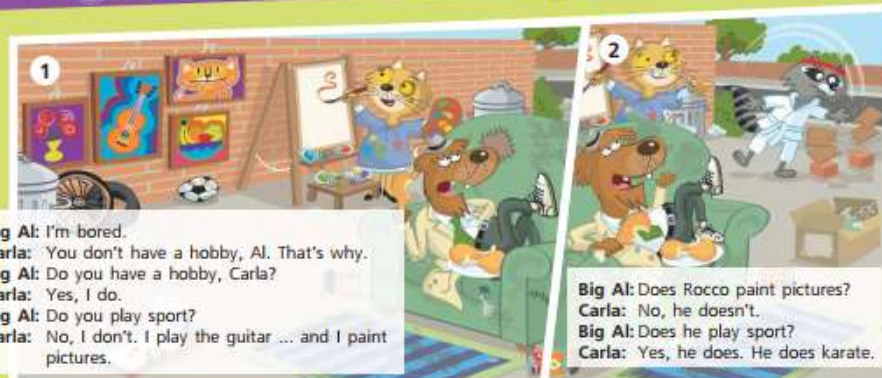 1
g Al: I'm bored.
arla: You don't have a hobby, Al. That's why.
g Al: Do you have a hobby, Carla?
arla: Yes, I do.
g Al: Do you play sport?
arla: No, I don't. I play the guitar ... and I paint
pictures.
2
Big Al: Does Rocco paint pictures?
Carla: No, he doesn't.
Big Al: Does he play sport?
Carla: Yes, he does. He does karate.